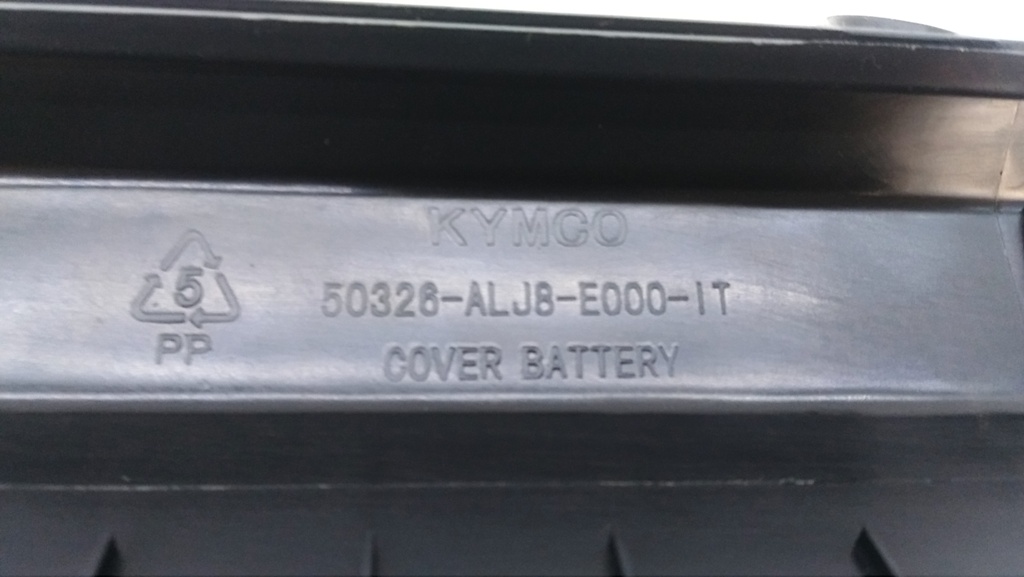 KYMCO
5
50326-ALJ8-E000-IT
PP
COVER BATTERY